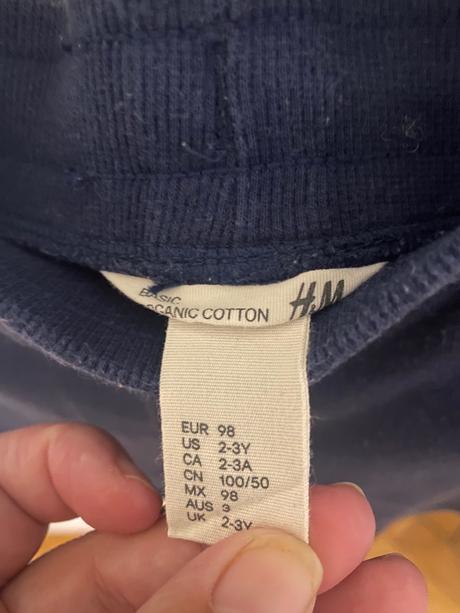 BASIC
ORGANIC COTTON
H&M
EUR 98
US 2-3Y
CA 2-3A
CN 100/50
MX 98
AUS 3
UK 2-3Y